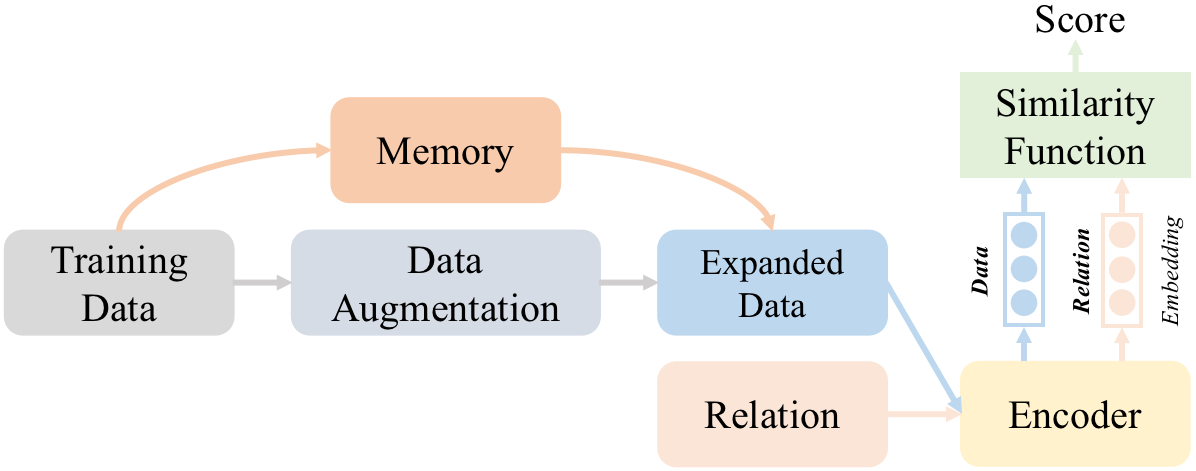 Score
Similarity
Function
Memory
Training
Data
Data
Augmentation
Expanded
Data
Data
Relation
Embedding
Relation
Encoder